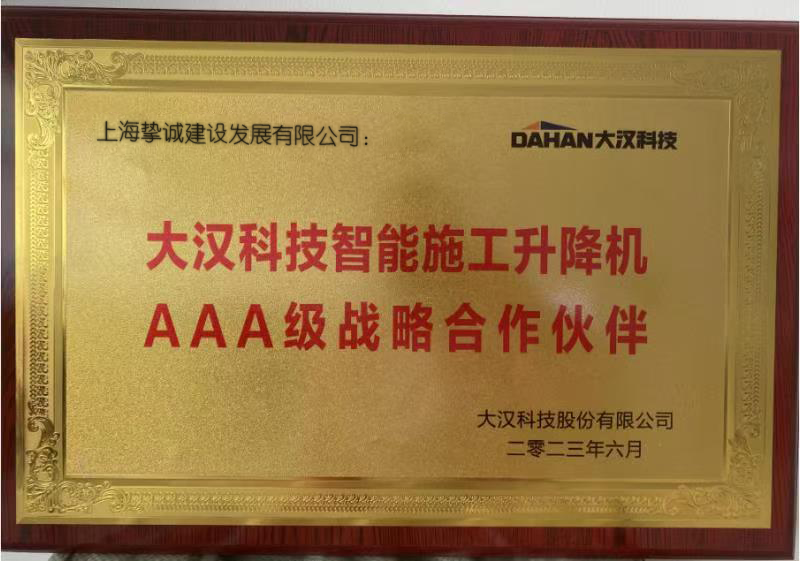 上海挚诚建设发展有限公司：
DAHAN大汉科技
大汉科技智能施工升降机
AAA级战略合作伙伴
大汉科技股份有限公司
二零二三年六月